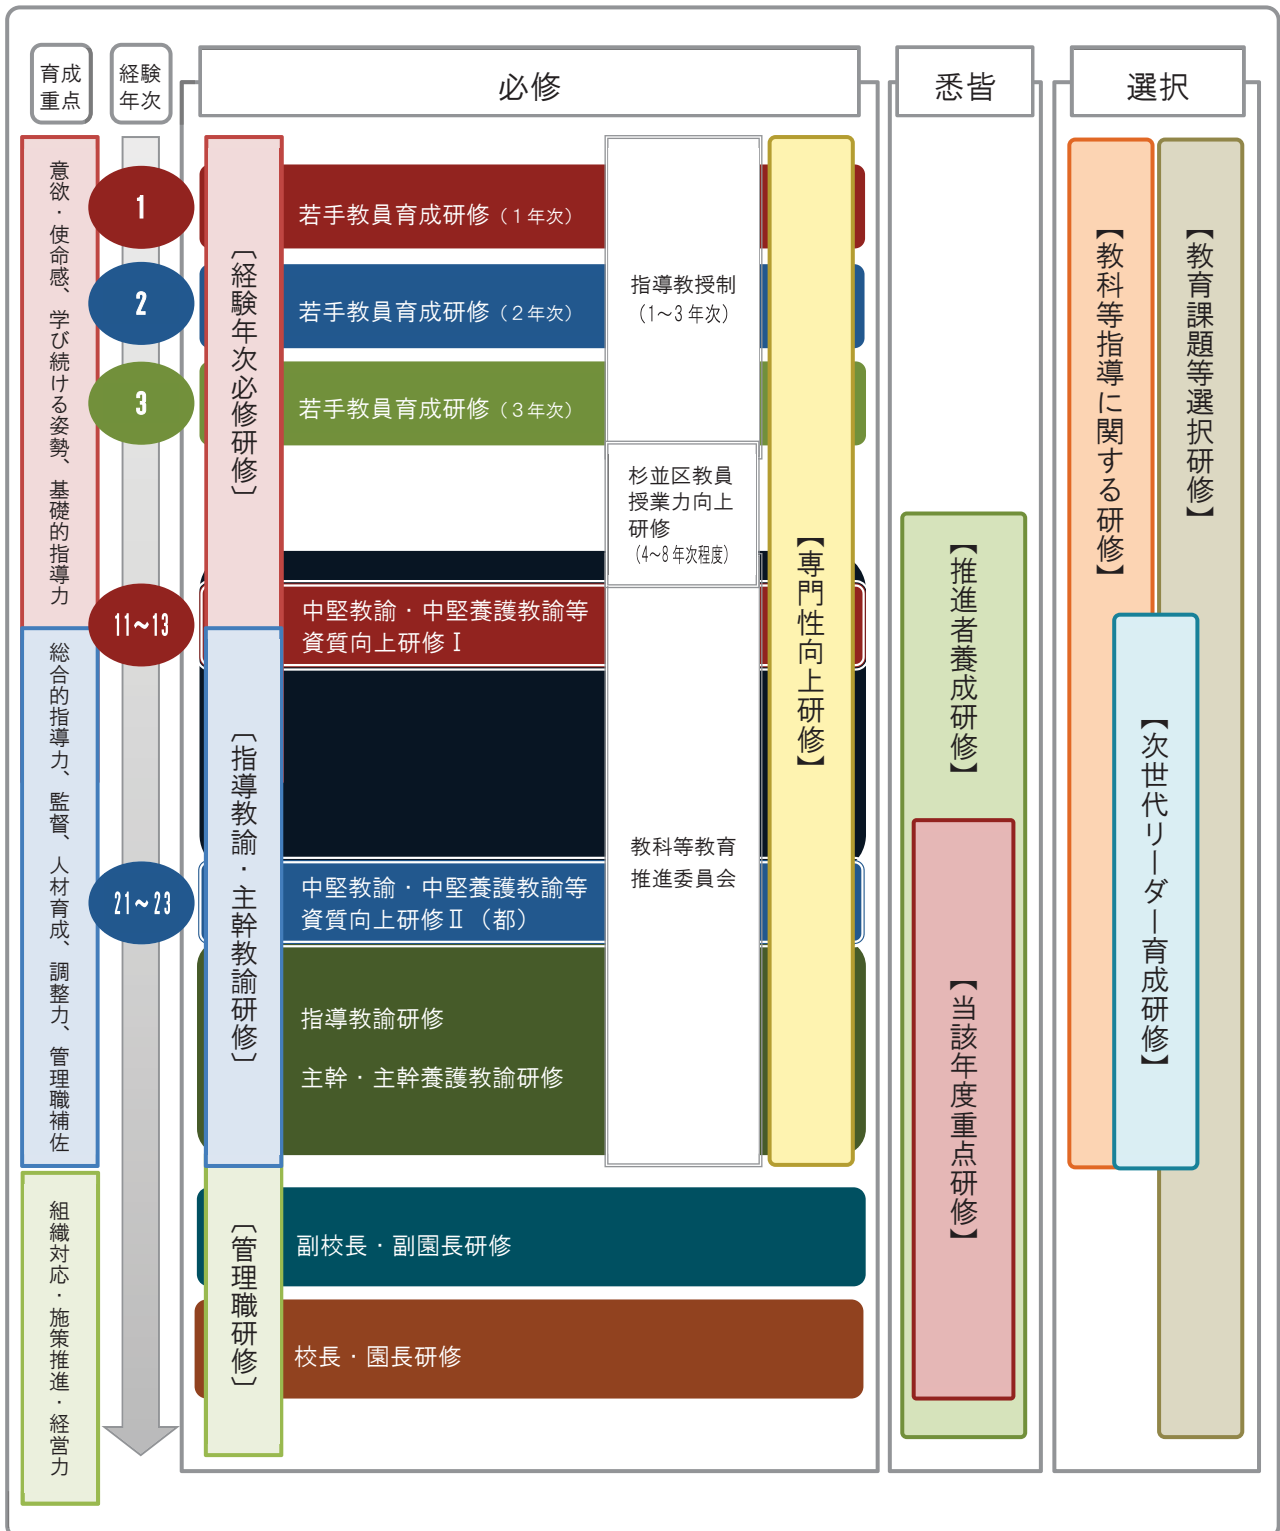 育成
重点
経験
年次
必修
悉皆
選択
意欲・使命感、学び続ける姿勢、基礎的指導力
総合的指導力、監督、人材育成、調整力、管理職補佐
組織対応・施策推進・経営力
1
2
3
11~13
21~23
〔経験年次必修研修〕
〔指導教諭・主幹教諭研修〕
〔管理職研修〕
若手教員育成研修（1年次）
若手教員育成研修（2年次）
若手教員育成研修（3年次）
中堅教諭・中堅養護教諭等
資質向上研修Ⅰ
中堅教諭・中堅養護教諭等
資質向上研修Ⅱ（都）
指導教諭研修
主幹・主幹養護教諭研修
副校長・副園長研修
校長・園長研修
指導教授制
（1～3 年次）
杉並区教員
授業力向上
研修
（4～8 年次程度）
教科等教育
推進委員会
【専門性向上研修】
【推進者養成研修】
【当該年度重点研修】
【教科等指導に関する研修】
【教育課題等選択研修】
【次世代リーダー育成研修】